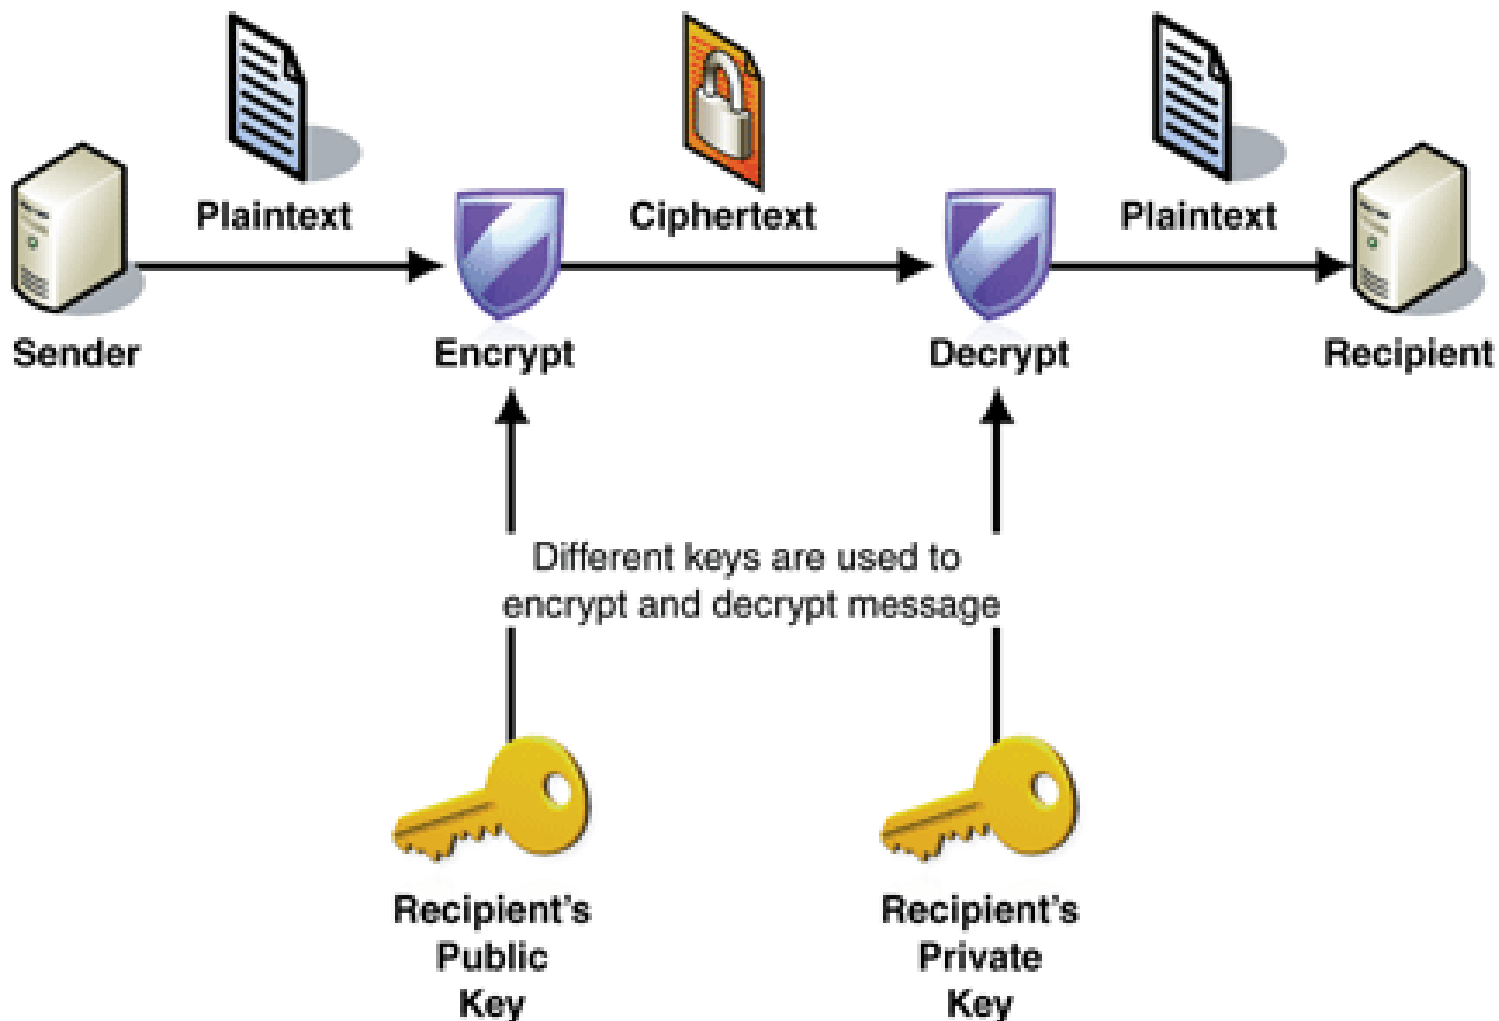 Plaintext
Ciphertext
Plaintext
Sender
Encrypt
Decrypt
Recipient
Different keys are used to
encrypt and decrypt message
Recipient's
Public
Key
Recipient's
Private
Key